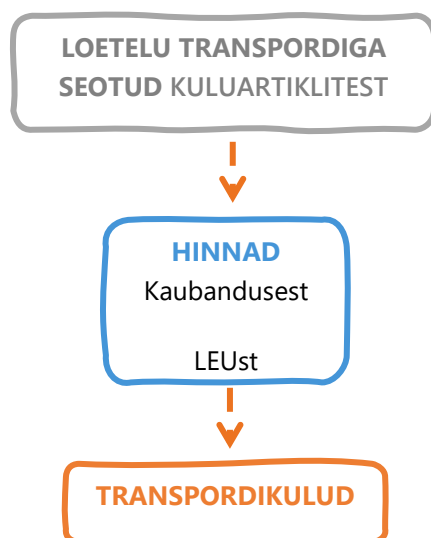 LOETELU TRANSPORDIGA
SEOTUD KULUARTIKLITEST
HINNAD
Kaubandusest
LEUst
TRANSPORDIKULUD